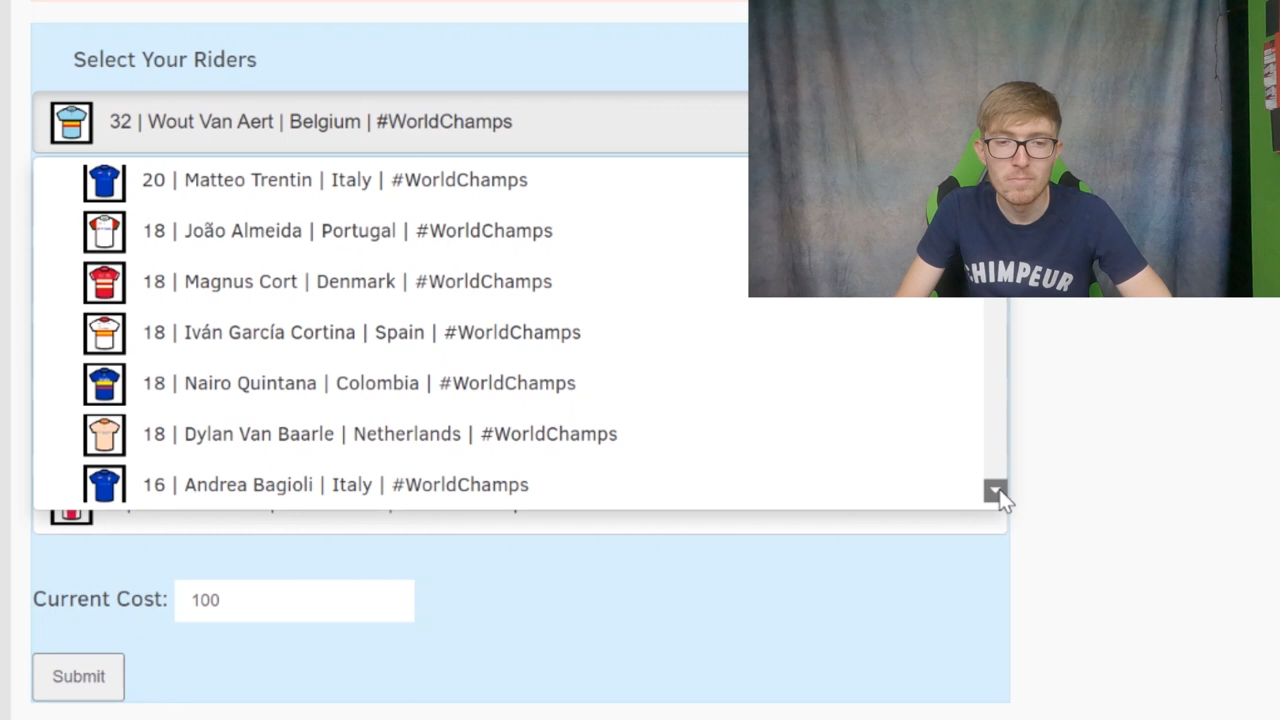 Select Your Riders
32 | Wout Van Aert | Belgium | #WorldChamps
20 | Matteo Trentin | Italy | #WorldChamps
18 | João Almeida | Portugal | #WorldChamps
18 | Magnus Cort | Denmark | #WorldChamps
18 | Iván García Cortina | Spain | #WorldChamps
18 | Nairo Quintana | Colombia | #WorldChamps
18 | Dylan Van Baarle | Netherlands | #WorldChamps
16 | Andrea Bagioli | Italy | #WorldChamps
Current Cost: 100
Submit
CHIMPEUR